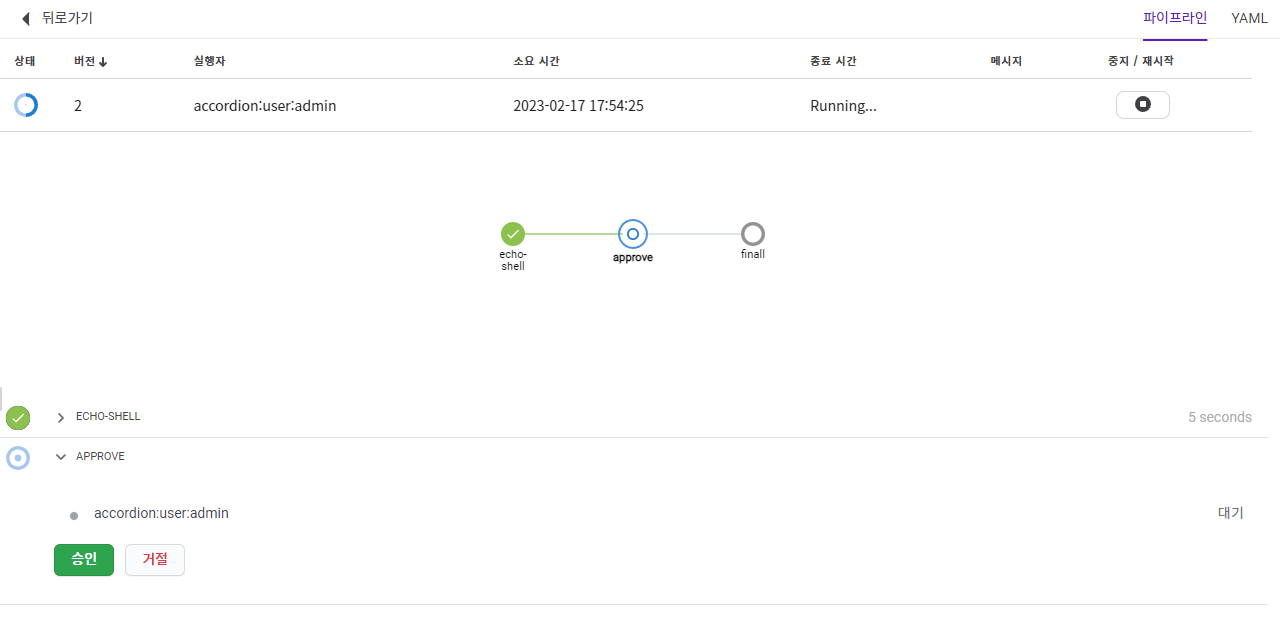 뒤로가기 파이프라인 YAML
상태 버전 실행자 소요 시간 종료 시간 메시지 중지 / 재시작
2 accordion:user:admin 2023-02-17 17:54:25 Running...
echo-
shell
approve
finall
ECHO-SHELL 5 seconds
APPROVE
accordion:user:admin 대기
승인 거절